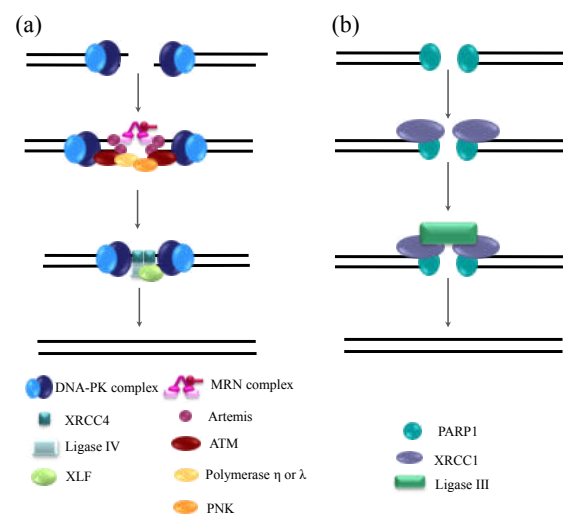 (a)
(b)
DNA-PK complex
MRN complex
XRCC4
Artemis
Ligase IV
ATM
XLF
Polymerase η or λ
PNK
PARP1
XRCC1
Ligase III